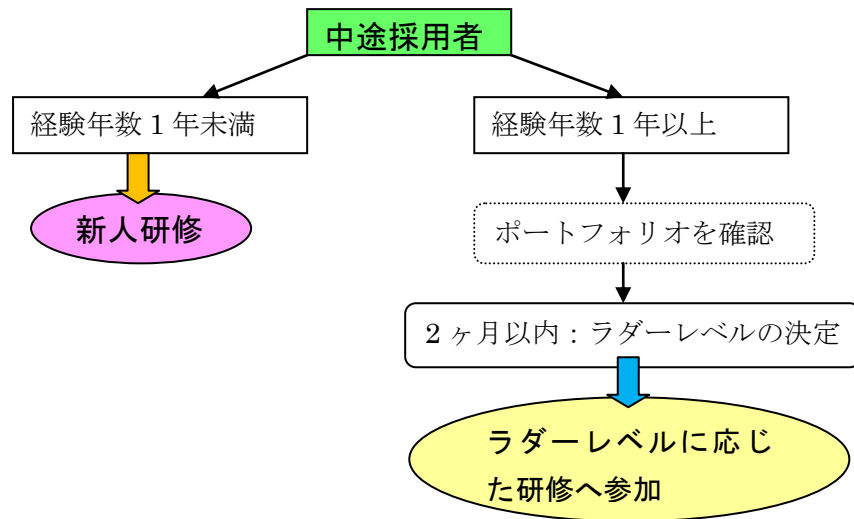 中途採用者
経験年数1年未満
経験年数1年以上
新人研修
ポートフォリオを確認
2ヶ月以内：ラダーレベルの決定
ラダーレベルに応じ
た研修へ参加